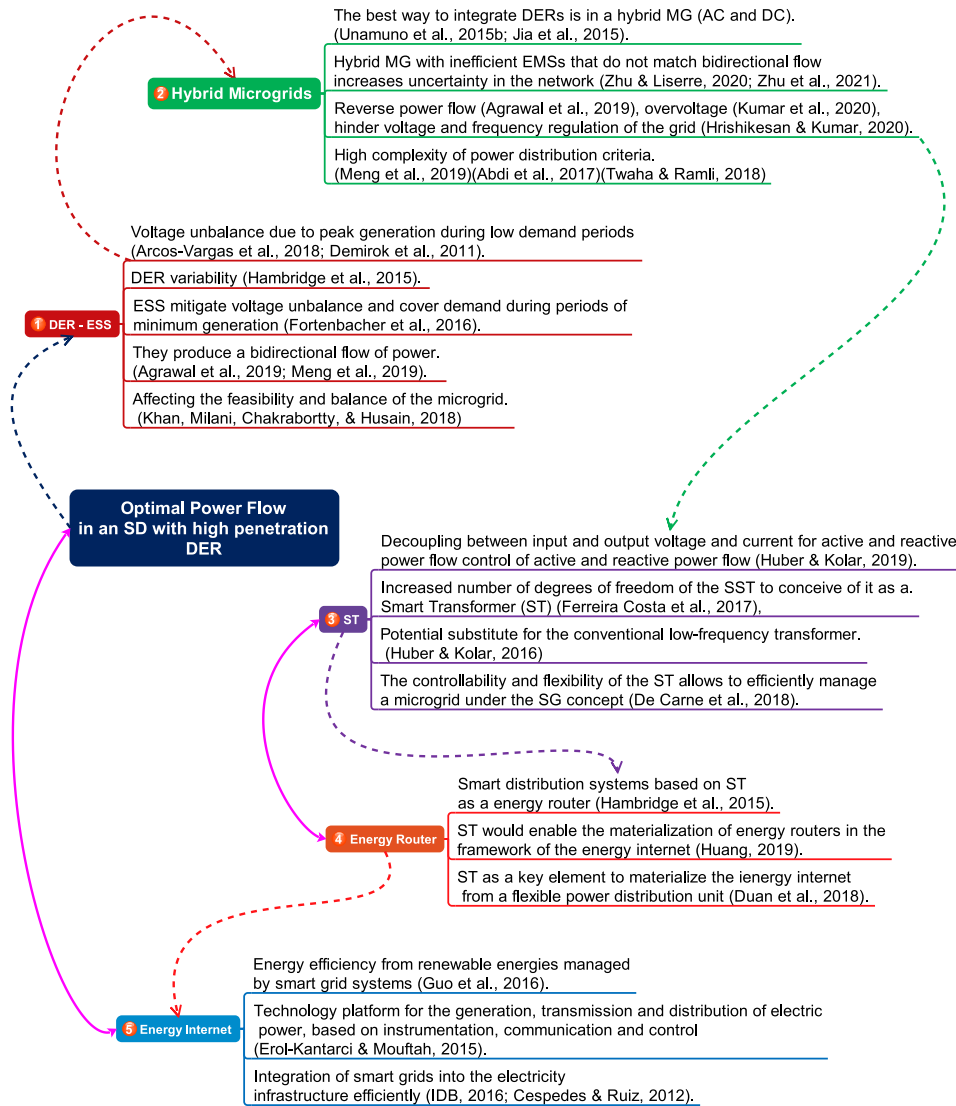 The best way to integrate DERs is in a hybrid MG (AC and DC).
(Unamuno et al., 2015b; Jia et al., 2015).
Hybrid MG with inefficient EMSs that do not match bidirectional flow
increases uncertainty in the network (Zhu & Liserre, 2020; Zhu et al., 2021).
2 Hybrid Microgrids
Reverse power flow (Agrawal et al., 2019), overvoltage (Kumar et al., 2020),
hinder voltage and frequency regulation of the grid (Hrishikesan & Kumar, 2020).
High complexity of power distribution criteria.
(Meng et al., 2019)(Abdi et al., 2017)(Twaha & Ramli, 2018)
Voltage unbalance due to peak generation during low demand periods
(Arcos-Vargas et al., 2018; Demirok et al., 2011).
DER variability (Hambridge et al., 2015).
1 DER - ESS
ESS mitigate voltage unbalance and cover demand during periods of
minimum generation (Fortenbacher et al., 2016).
They produce a bidirectional flow of power.
(Agrawal et al., 2019; Meng et al., 2019).
Affecting the feasibility and balance of the microgrid.
(Khan, Milani, Chakrabortty, & Husain, 2018)
Optimal Power Flow
in an SD with high penetration
DER
Decoupling between input and output voltage and current for active and reactive
power flow control of active and reactive power flow (Huber & Kolar, 2019).
Increased number of degrees of freedom of the SST to conceive of it as a.
Smart Transformer (ST) (Ferreira Costa et al., 2017),
3 ST
Potential substitute for the conventional low-frequency transformer.
(Huber & Kolar, 2016)
The controllability and flexibility of the ST allows to efficiently manage
a microgrid under the SG concept (De Carne et al., 2018).
Smart distribution systems based on ST
as a energy router (Hambridge et al., 2015).
4 Energy Router
ST would enable the materialization of energy routers in the
framework of the energy internet (Huang, 2019).
ST as a key element to materialize the ienergy internet
from a flexible power distribution unit (Duan et al., 2018).
Energy efficiency from renewable energies managed
by smart grid systems (Guo et al., 2016).
5 Energy Internet
Technology platform for the generation, transmission and distribution of electric
power, based on instrumentation, communication and control
(Erol-Kantarci & Mouftah, 2015).
Integration of smart grids into the electricity
infrastructure efficiently (IDB, 2016; Cespedes & Ruiz, 2012).